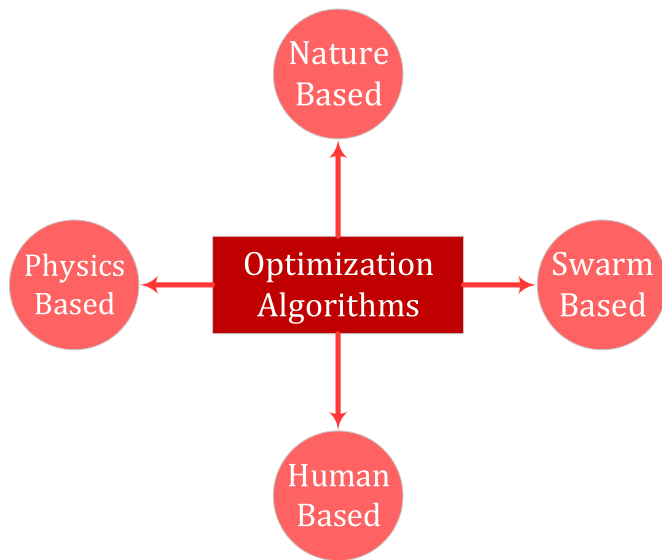 Nature
Based
Physics
Based
Optimization
Algorithms
Swarm
Based
Human
Based